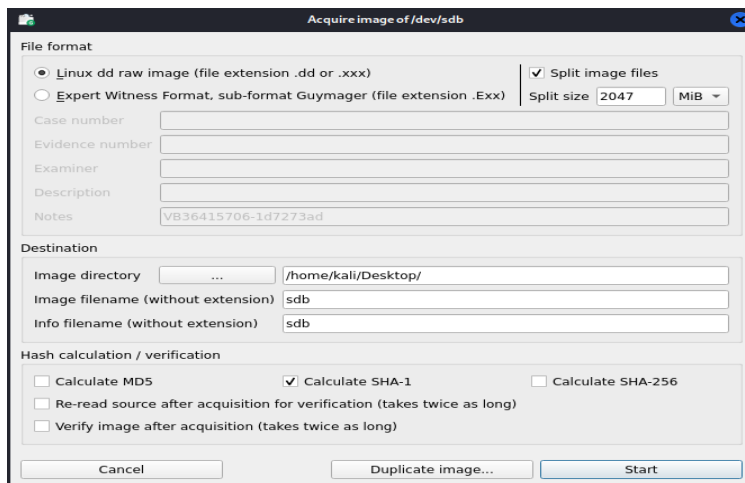 Acquire image of /dev/sdb
File format
Linux dd raw image (file extension .dd or .xxx)
Split image files
Expert Witness Format, sub-format Guymager (file extension .Exx)
Split size 2047 MiB
Case number
Evidence number
Examiner
Description
Notes VB36415706-1d7273ad
Destination
Image directory ... /home/kali/Desktop/
Image filename (without extension) sdb
Info filename (without extension) sdb
Hash calculation / verification
Calculate MD5 Calculate SHA-1 Calculate SHA-256
Re-read source after acquisition for verification (takes twice as long)
Verify image after acquisition (takes twice as long)
Cancel Duplicate image... Start